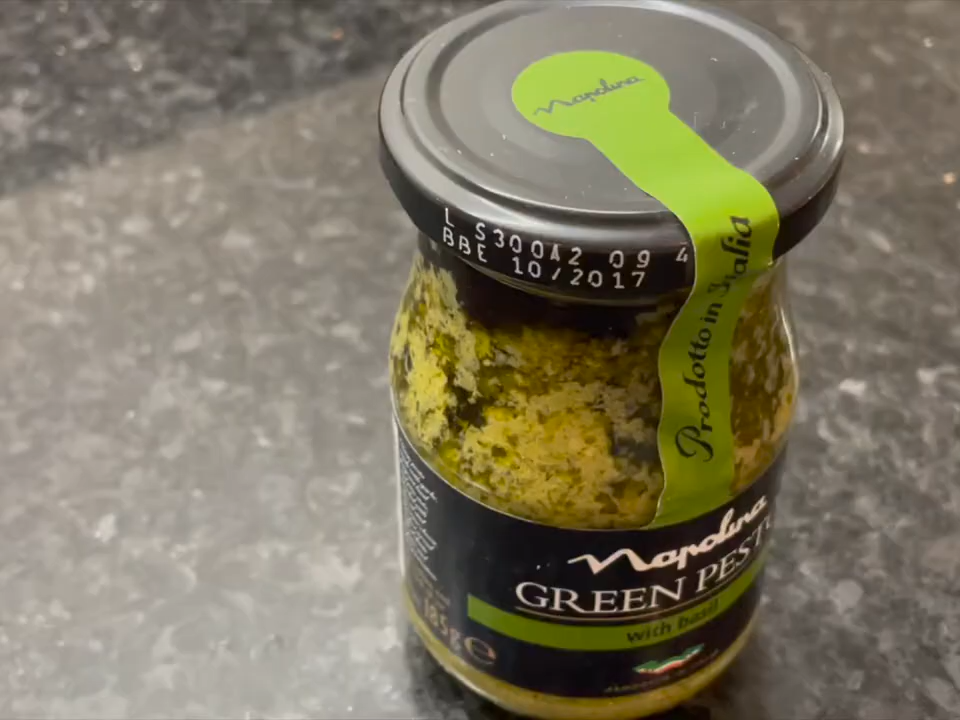 Napolina
Prodotto in Italia
L S300A2 09 4
BBE 10/2017
Napolina
GREEN PEST
with basil
185g e